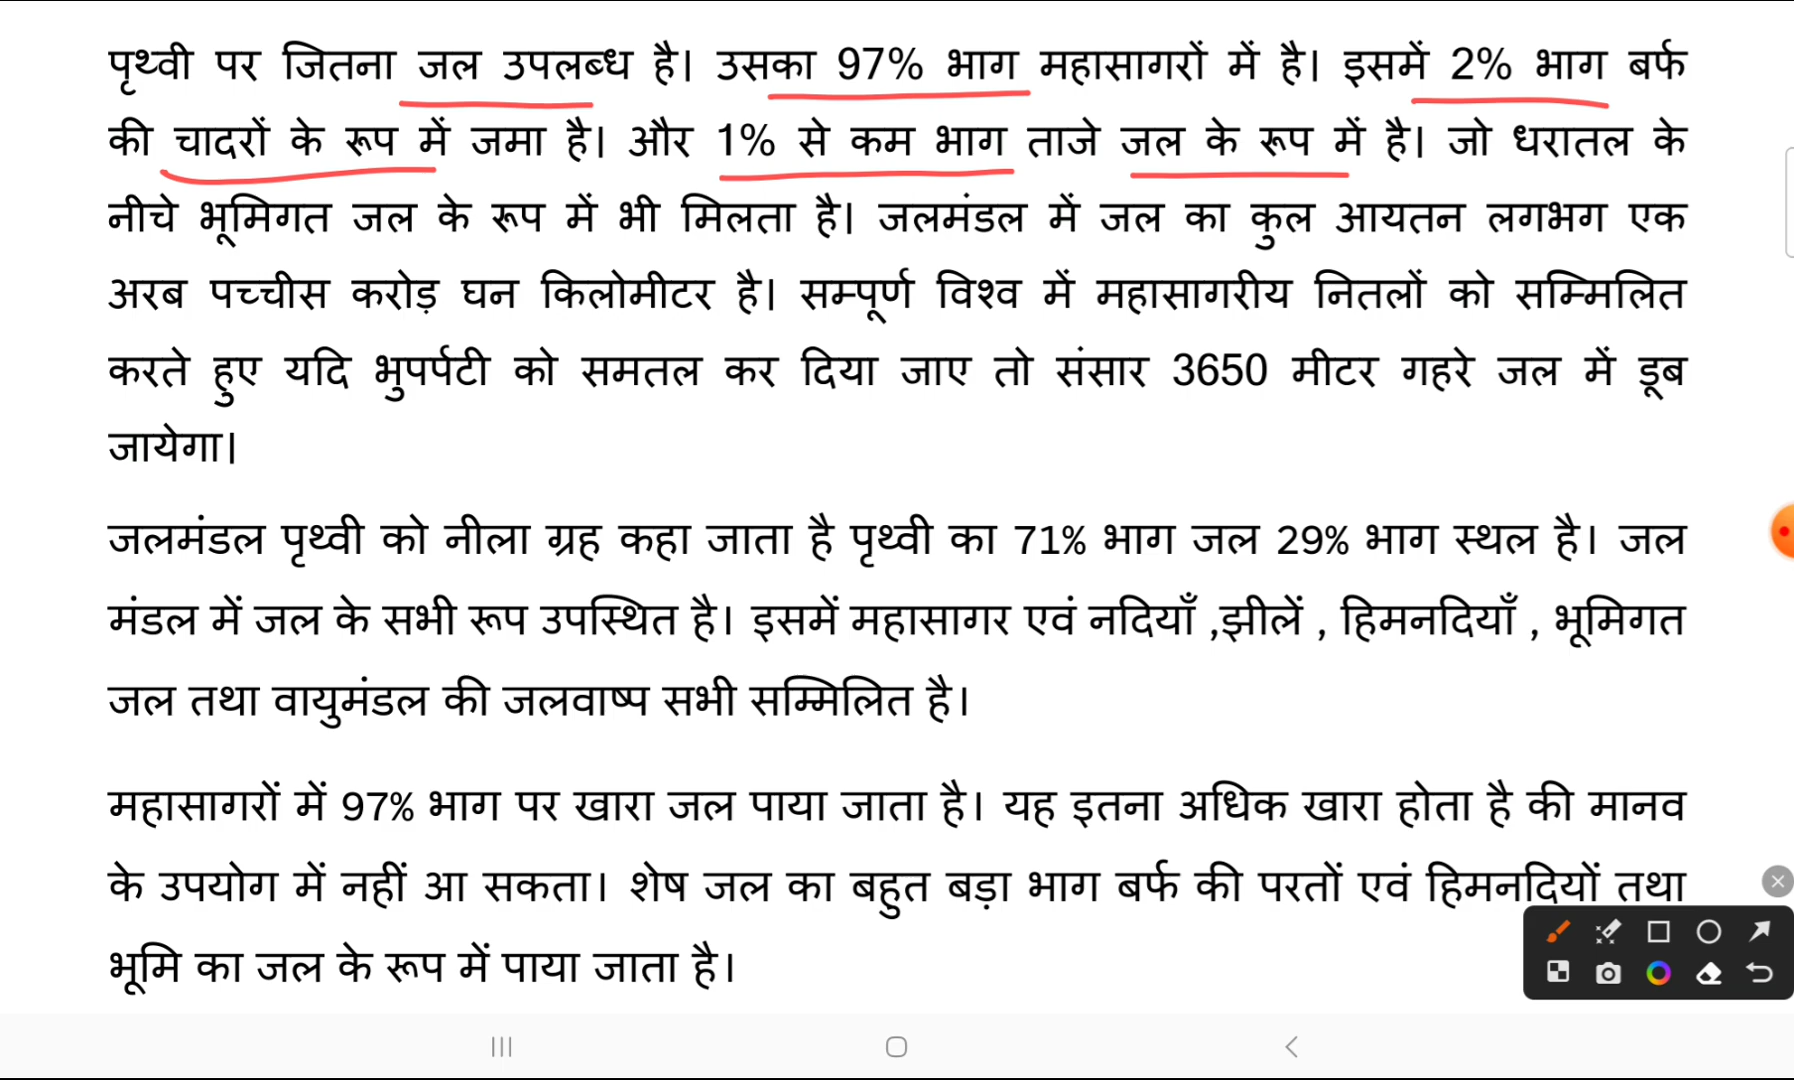 पृथ्वी पर जितना जल उपलब्ध है। उसका 97% भाग महासागरों में है। इसमें 2% भाग बर्फ
की चादरों के रूप में जमा है। और 1% से कम भाग ताजे जल के रूप में है। जो धरातल के
नीचे भूमिगत जल के रूप में भी मिलता है। जलमंडल में जल का कुल आयतन लगभग एक
अरब पच्चीस करोड़ घन किलोमीटर है। सम्पूर्ण विश्व में महासागरीय नितलों को सम्मिलित
करते हुए यदि भुपर्पटी को समतल कर दिया जाए तो संसार 3650 मीटर गहरे जल में डूब
जायेगा।
जलमंडल पृथ्वी को नीला ग्रह कहा जाता है पृथ्वी का 71% भाग जल 29% भाग स्थल है। जल
मंडल में जल के सभी रूप उपस्थित है। इसमें महासागर एवं नदियाँ ,झीलें , हिमनदियाँ , भूमिगत
जल तथा वायुमंडल की जलवाष्प सभी सम्मिलित है।
महासागरों में 97% भाग पर खारा जल पाया जाता है। यह इतना अधिक खारा होता है की मानव
के उपयोग में नहीं आ सकता। शेष जल का बहुत बड़ा भाग बर्फ की परतों एवं हिमनदियों तथा
भूमि का जल के रूप में पाया जाता है।